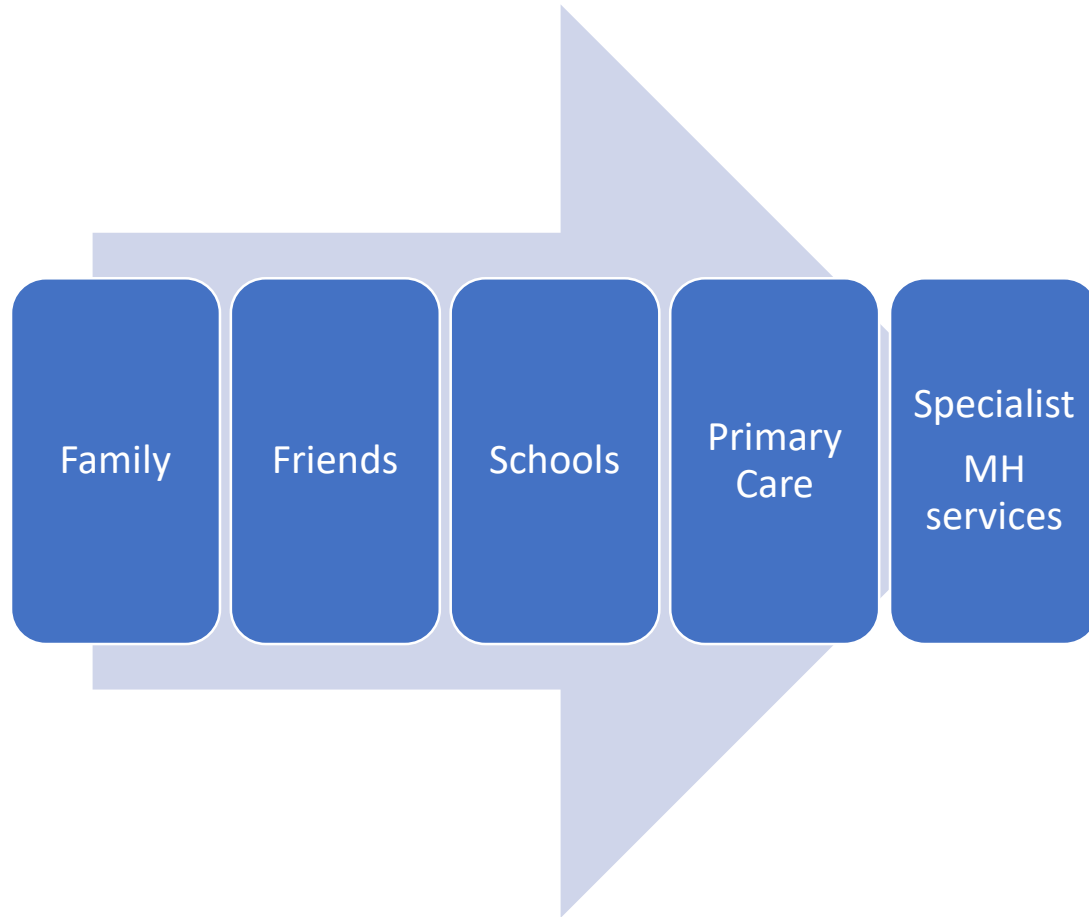 Family
Friends
Schools
Primary
Care
Specialist
MH
services